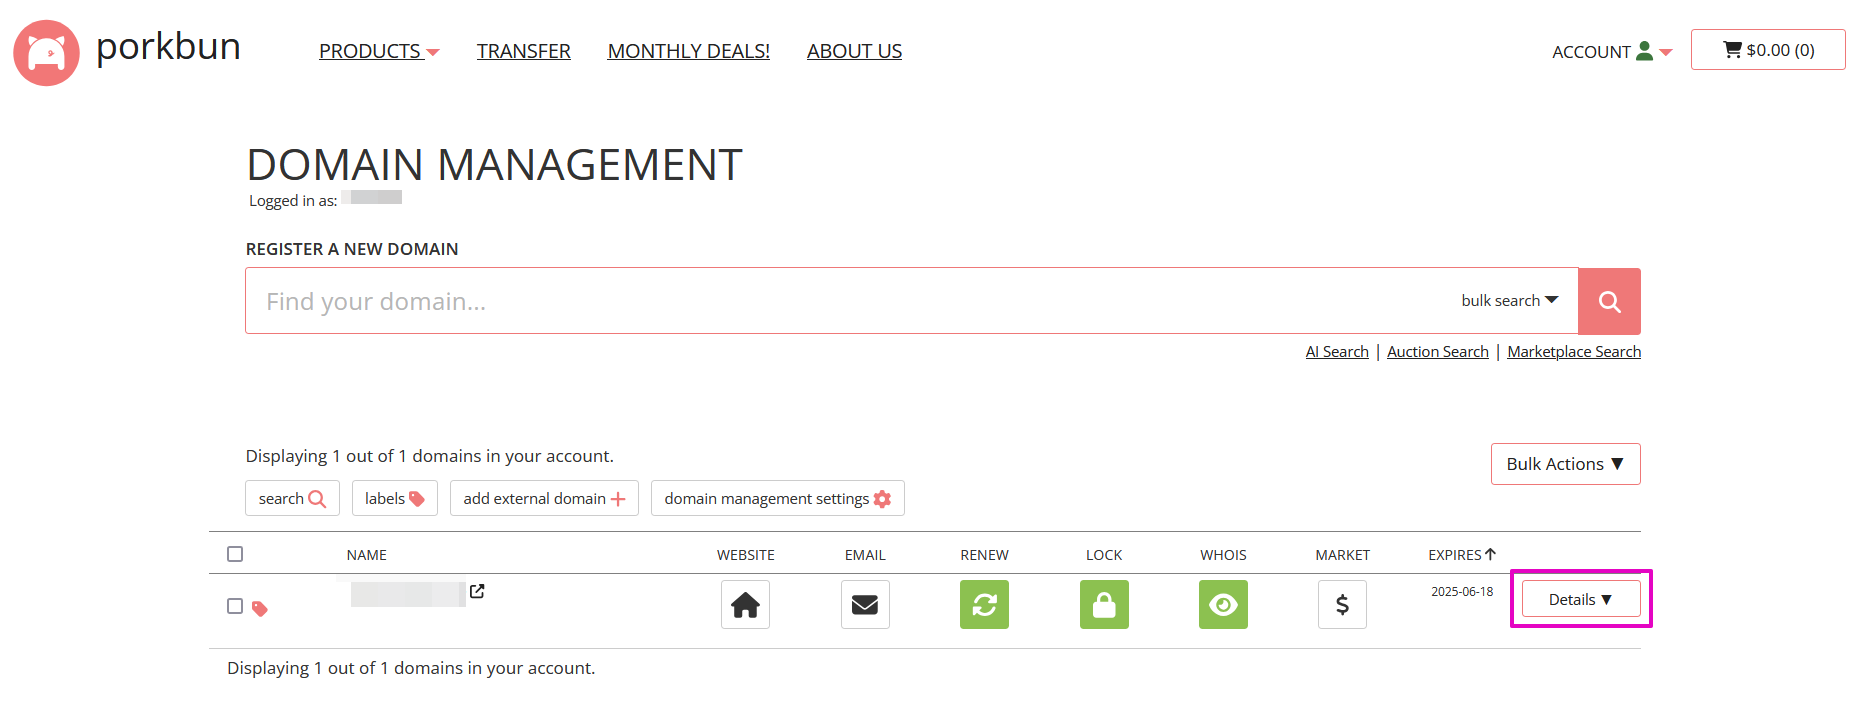 porkbun PRODUCTS TRANSFER MONTHLY DEALS! ABOUT US ACCOUNT $0.00 (0)
DOMAIN MANAGEMENT
Logged in as:
REGISTER A NEW DOMAIN
Find your domain... bulk search
AI Search | Auction Search | Marketplace Search
Displaying 1 out of 1 domains in your account.
Bulk Actions ▼
search labels add external domain domain management settings
NAME WEBSITE EMAIL RENEW LOCK WHOIS MARKET EXPIRES
2025-06-18 Details ▼
Displaying 1 out of 1 domains in your account.